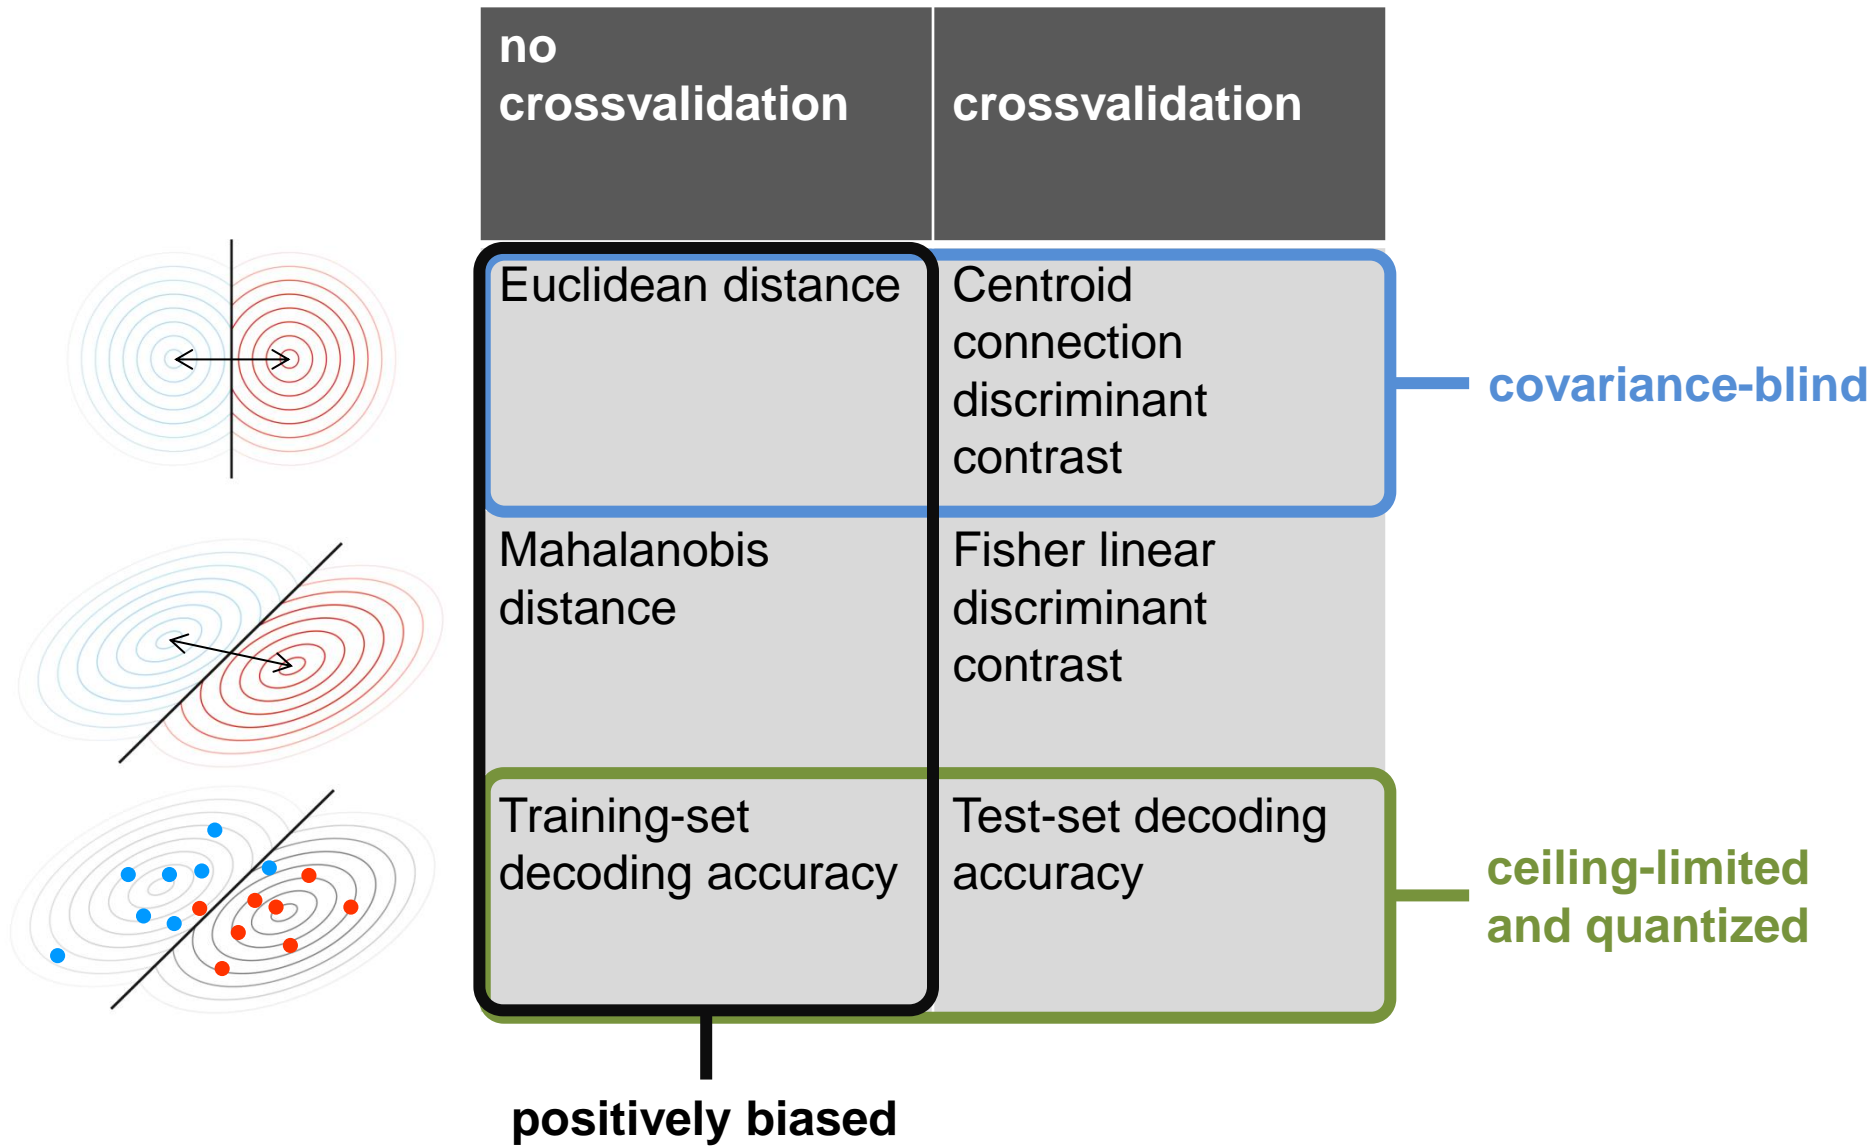 no
crossvalidation
crossvalidation
Euclidean distance
Centroid
connection
discriminant
contrast
covariance-blind
Mahalanobis
distance
Fisher linear
discriminant
contrast
Training-set
decoding accuracy
Test-set decoding
accuracy
ceiling-limited
and quantized
positively biased